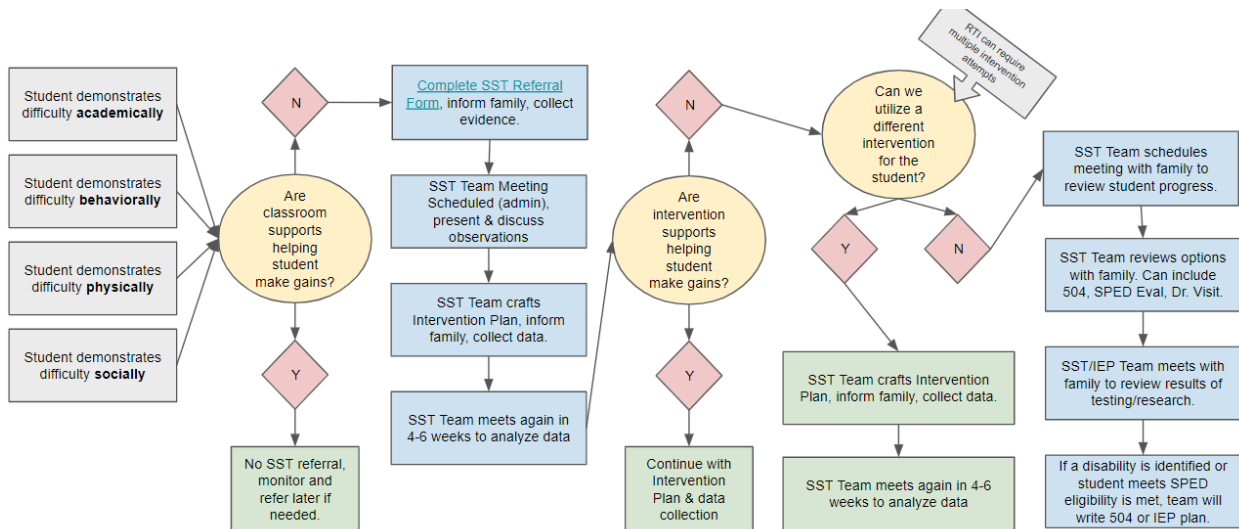 Student demonstrates
difficulty academically
Student demonstrates
difficulty behaviorally
Student demonstrates
difficulty physically
Student demonstrates
difficulty socially
N
Are
classroom
supports
helping
student
make gains?
Y
No SST referral,
monitor and
refer later if
needed.
Complete SST Referral
Form, inform family, collect
evidence.
SST Team Meeting
Scheduled (admin),
present & discuss
observations
SST Team crafts
Intervention Plan, inform
family, collect data.
SST Team meets again in
4-6 weeks to analyze data
N
Are
intervention
supports
helping
student
make gains?
Y
Continue with
Intervention
Plan & data
collection
RTI can require
multiple intervention
attempts
Can we
utilize a
different
intervention
for the
student?
Y
N
SST Team crafts Intervention
Plan, inform family, collect data.
SST Team meets again in 4-6
weeks to analyze data
SST Team schedules
meeting with family to
review student progress.
SST Team reviews options
with family. Can include
504, SPED Eval, Dr. Visit.
SST/IEP Team meets with
family to review results of
testing/research.
If a disability is identified or
student meets SPED
eligibility is met, team will
write 504 or IEP plan.